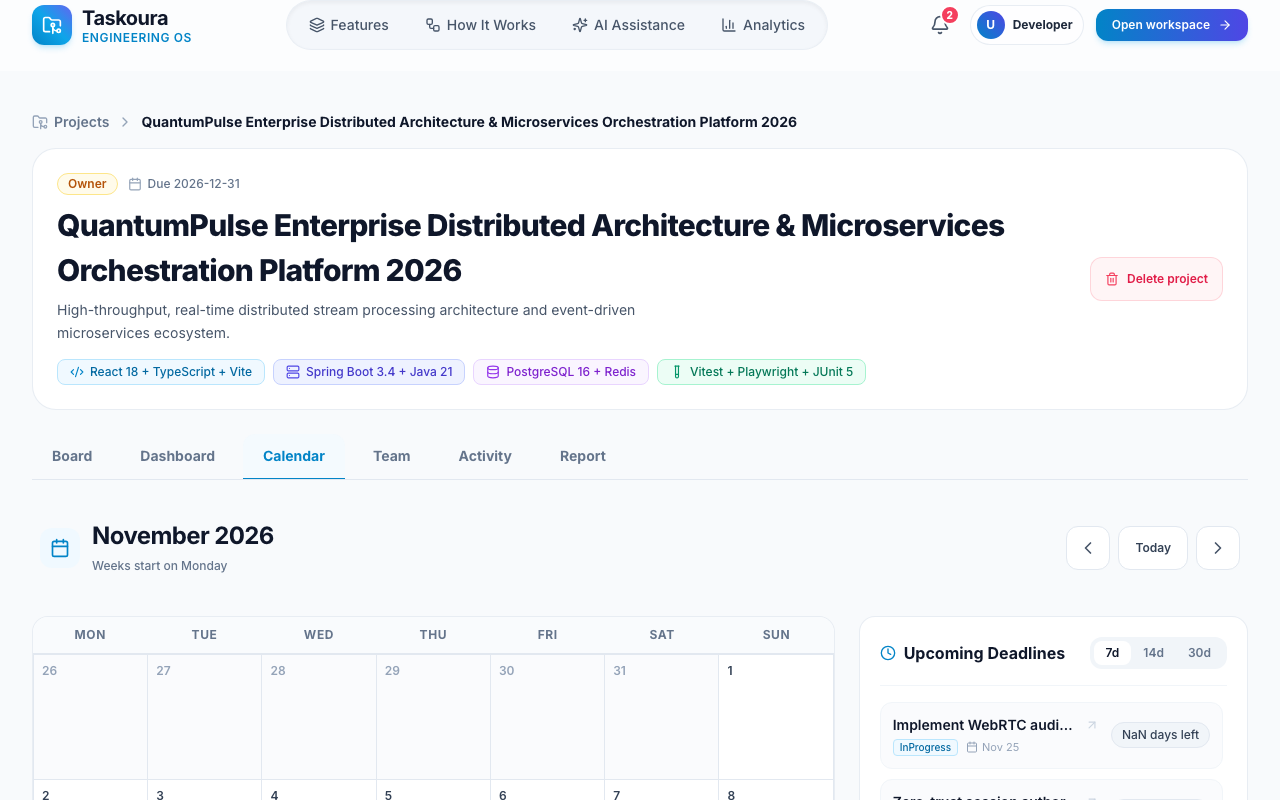 Taskoura
ENGINEERING OS
Features
How It Works
AI Assistance
Analytics
2
U
Developer
Open workspace
Projects
QuantumPulse Enterprise Distributed Architecture & Microservices Orchestration Platform 2026
Owner
Due 2026-12-31
QuantumPulse Enterprise Distributed Architecture & Microservices
Orchestration Platform 2026
High-throughput, real-time distributed stream processing architecture and event-driven
microservices ecosystem.
Delete project
React 18 + TypeScript + Vite
Spring Boot 3.4 + Java 21
PostgreSQL 16 + Redis
Vitest + Playwright + JUnit 5
Board
Dashboard
Calendar
Team
Activity
Report
November 2026
Weeks start on Monday
Today
MON
TUE
WED
THU
FRI
SAT
SUN
26
27
28
29
30
31
1
2
3
4
5
6
7
8
Upcoming Deadlines
7d
14d
30d
Implement WebRTC audi...
InProgress
Nov 25
NaN days left
Zero-trust session author...